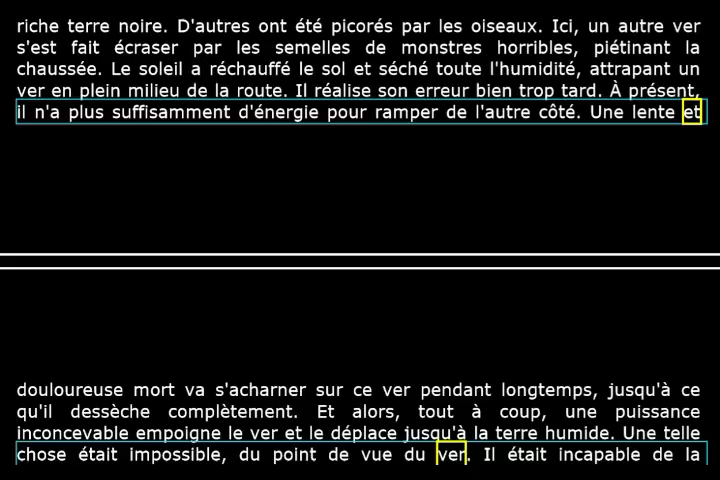 riche terre noire. D'autres ont été picorés par les oiseaux. Ici, un autre ver
s'est fait écraser par les semelles de monstres horribles, piétinant la
chaussée. Le soleil a réchauffé le sol et séché toute l'humidité, attrapant un
ver en plein milieu de la route. Il réalise son erreur bien trop tard. À présent,
il n'a plus suffisamment d'énergie pour ramper de l'autre côté. Une lente et
douloureuse mort va s'acharner sur ce ver pendant longtemps, jusqu'à ce
qu'il dessèche complètement. Et alors, tout à coup, une puissance
inconcevable empoigne le ver et le déplace jusqu'à la terre humide. Une telle
chose était impossible, du point de vue du ver. Il était incapable de la